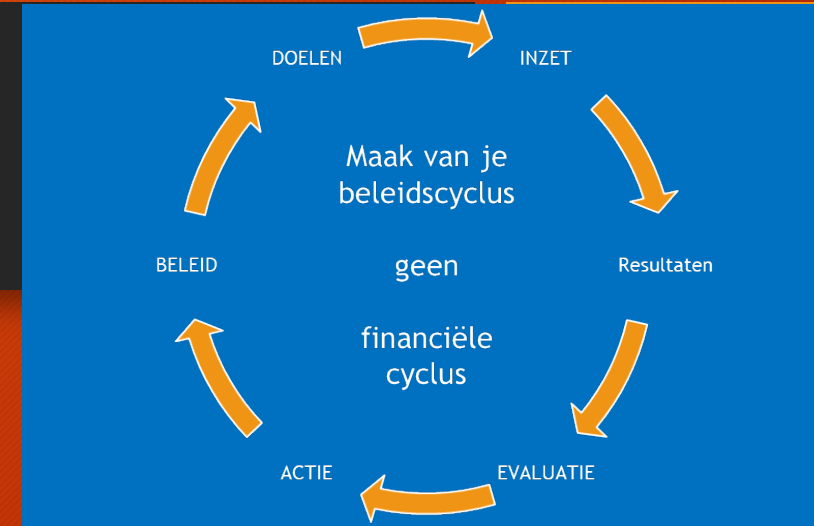 DOELEN
INZET
Maak van je
beleidscyclus
geen
financiële
cyclus
BELEID
Resultaten
ACTIE
EVALUATIE